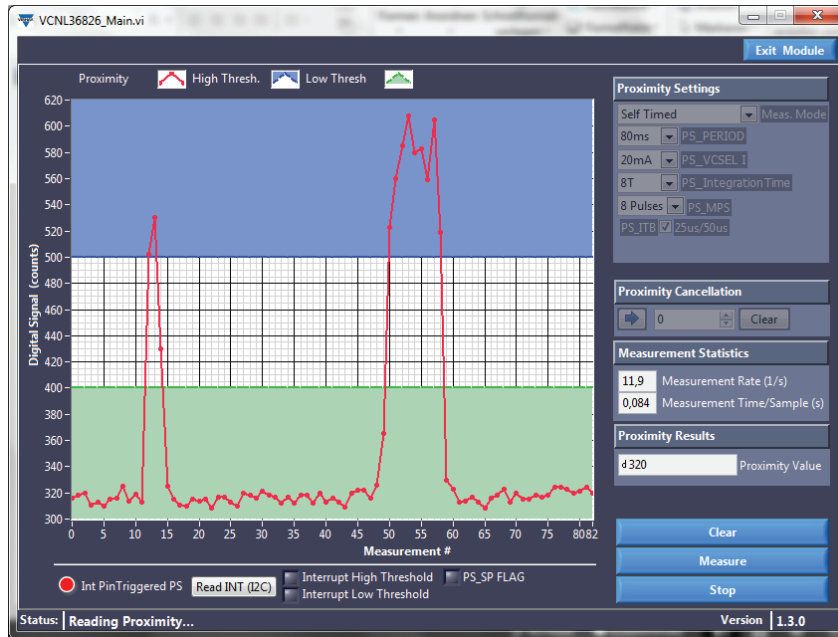 VCNL36826_Main.vi
Exit Module
Proximity High Thresh. Low Thresh
620
600
580
560
540
520
500
480
460
440
420
400
380
360
340
320
300
Digital Signal (counts)
0 5 10 15 20 25 30 35 40 45 50 55 60 65 70 75 80 82
Measurement #
Proximity Settings
Self Timed Meas. Mode
80ms PS_PERIOD
20mA PS_VCSEL I
8T PS_IntegrationTime
8 Pulses PS_MPS
PS_ITB 25us/50us
Proximity Cancellation
0 Clear
Measurement Statistics
11,9 Measurement Rate (1/s)
0,084 Measurement Time/Sample (s)
Proximity Results
d 320 Proximity Value
Clear
Measure
Stop
Int PinTriggered PS Read INT (I2C) Interrupt High Threshold PS_SP FLAG
Interrupt Low Threshold
Status: Reading Proximity... Version 1.3.0